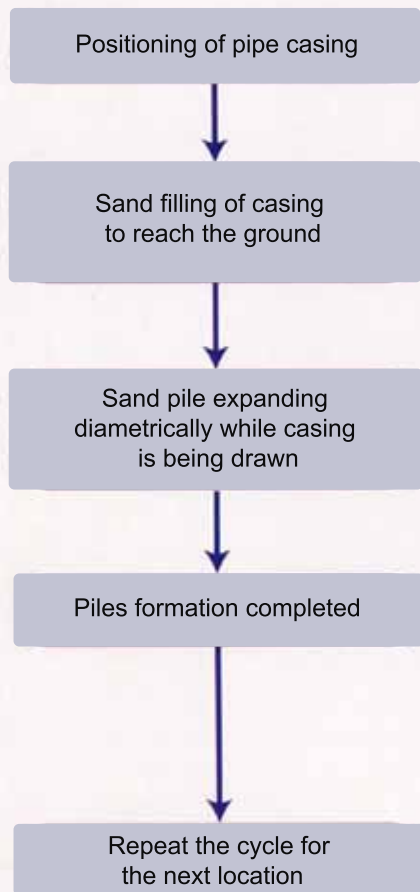 Positioning of pipe casing
Sand filling of casing
to reach the ground
Sand pile expanding
diametrically while casing
is being drawn
Piles formation completed
Repeat the cycle for
the next location